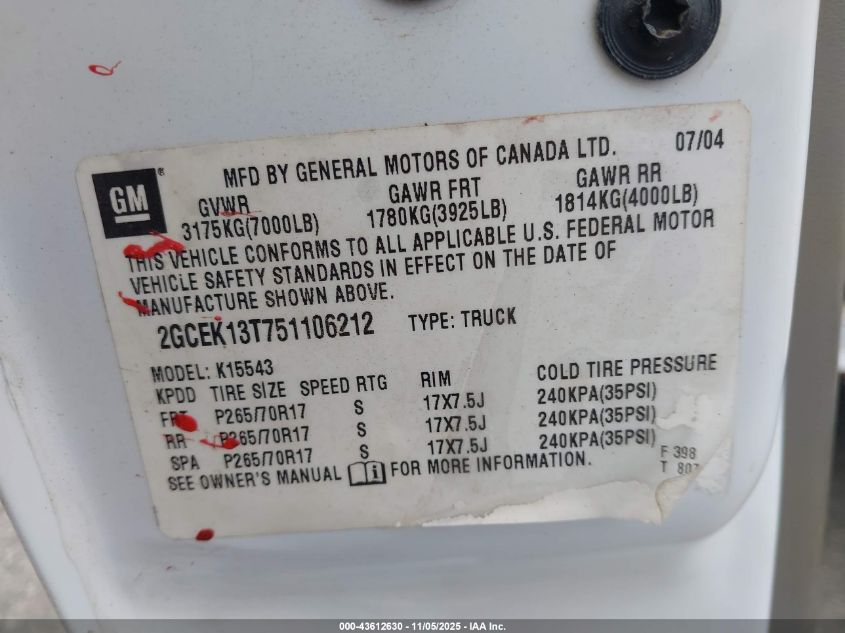 MFD BY GENERAL MOTORS OF CANADA LTD. 07/04
GM
GVWR GAWR FRT GAWR RR
3175KG(7000LB) 1780KG(3925LB) 1814KG(4000LB)
THIS VEHICLE CONFORMS TO ALL APPLICABLE U.S. FEDERAL MOTOR
VEHICLE SAFETY STANDARDS IN EFFECT ON THE DATE OF
MANUFACTURE SHOWN ABOVE.
2GCEK13T751106212 TYPE: TRUCK
MODEL: K15543
KPDD TIRE SIZE SPEED RTG RIM COLD TIRE PRESSURE
FRT P265/70R17 S 17X7.5J 240KPA(35PSI)
RR P265/70R17 S 17X7.5J 240KPA(35PSI)
SPA P265/70R17 S 17X7.5J 240KPA(35PSI)
SEE OWNER'S MANUAL FOR MORE INFORMATION.
F 398
T 807
000-43612630 - 11/05/2025 - IAA Inc.